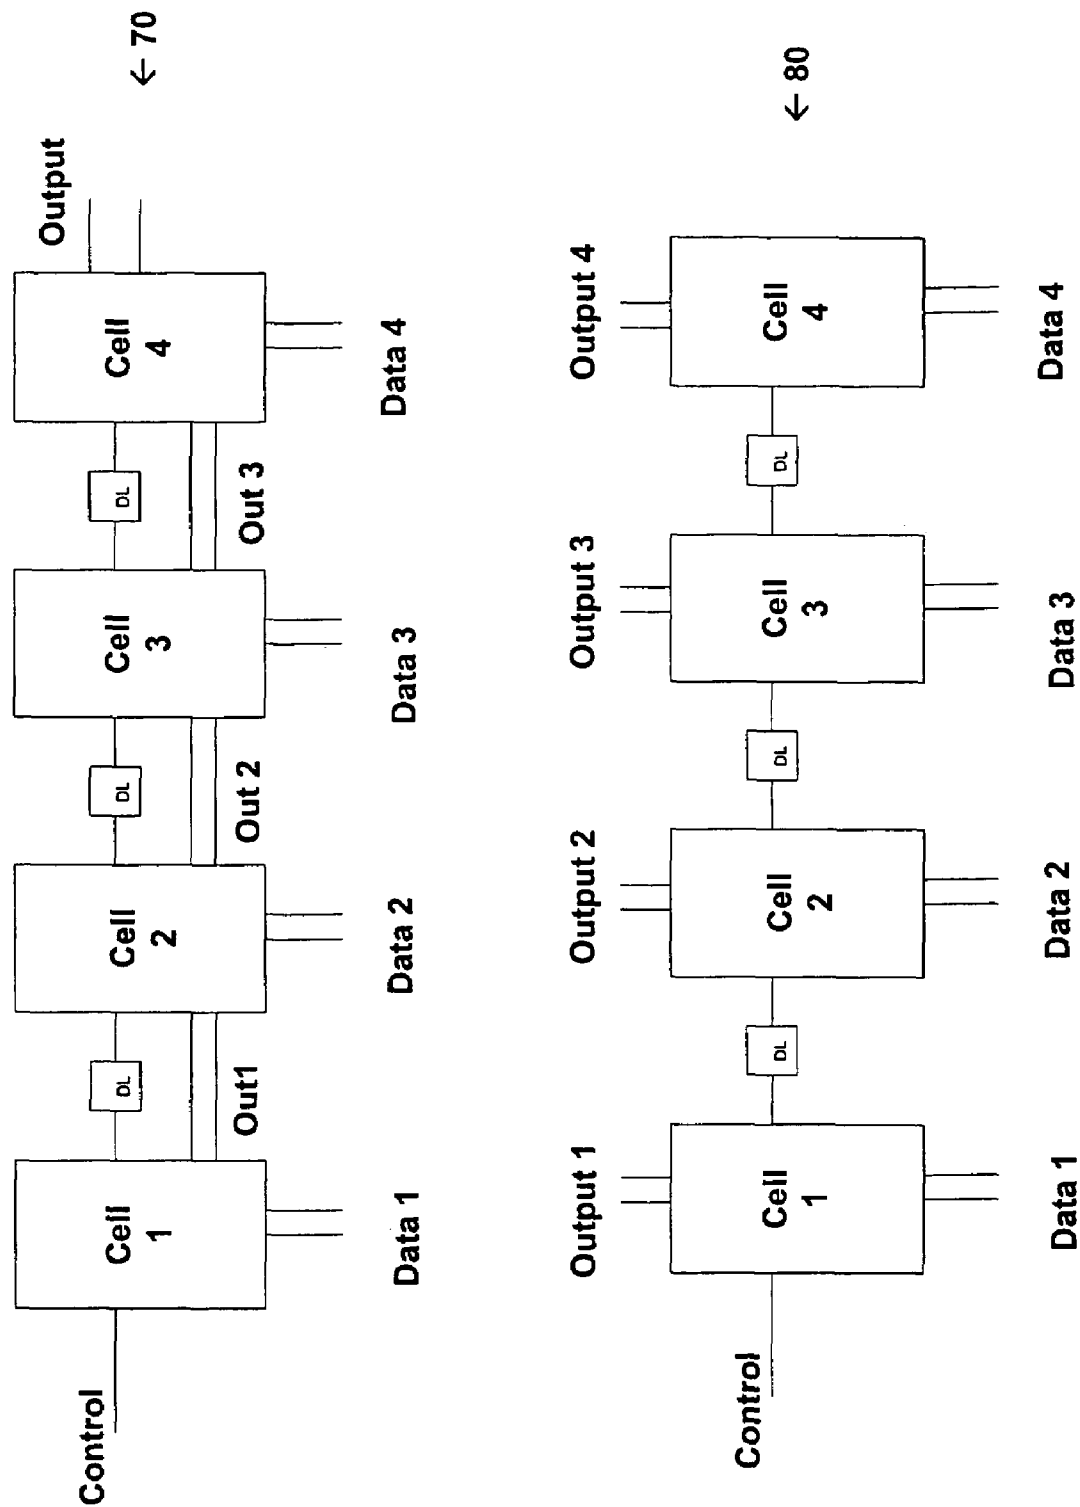 Control
Cell
1
Data 1
DL
Out1
Cell
2
Data 2
DL
Out 2
Cell
3
Data 3
DL
Out 3
Cell
4
Data 4
Output
← 70
Control
Output 1
Cell
1
Data 1
DL
Output 2
Cell
2
Data 2
DL
Output 3
Cell
3
Data 3
DL
Output 4
Cell
4
Data 4
← 80